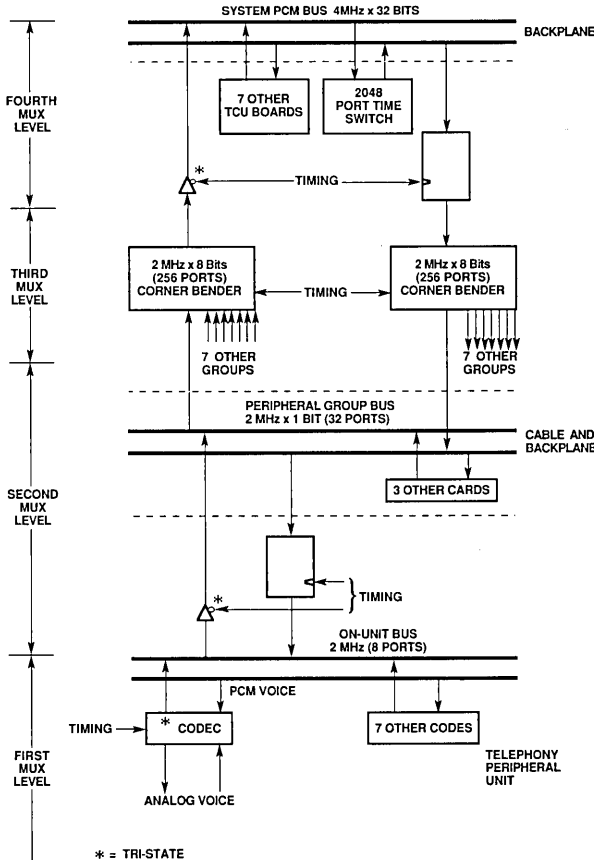 SYSTEM PCM BUS 4MHz x 32 BITS
BACKPLANE
FOURTH
MUX
LEVEL
7 OTHER
TCU BOARDS
2048
PORT TIME
SWITCH
*
TIMING
THIRD
MUX
LEVEL
2 MHz x 8 Bits
(256 PORTS)
CORNER BENDER
TIMING
2 MHz x 8 Bits
(256 PORTS)
CORNER BENDER
7 OTHER
GROUPS
7 OTHER
GROUPS
PERIPHERAL GROUP BUS
2 MHz x 1 BIT (32 PORTS)
CABLE AND
BACKPLANE
SECOND
MUX
LEVEL
3 OTHER CARDS
*
TIMING
ON-UNIT BUS
2 MHz (8 PORTS)
PCM VOICE
TIMING
* CODEC
7 OTHER CODES
FIRST
MUX
LEVEL
ANALOG VOICE
TELEPHONY
PERIPHERAL
UNIT
* = TRI-STATE